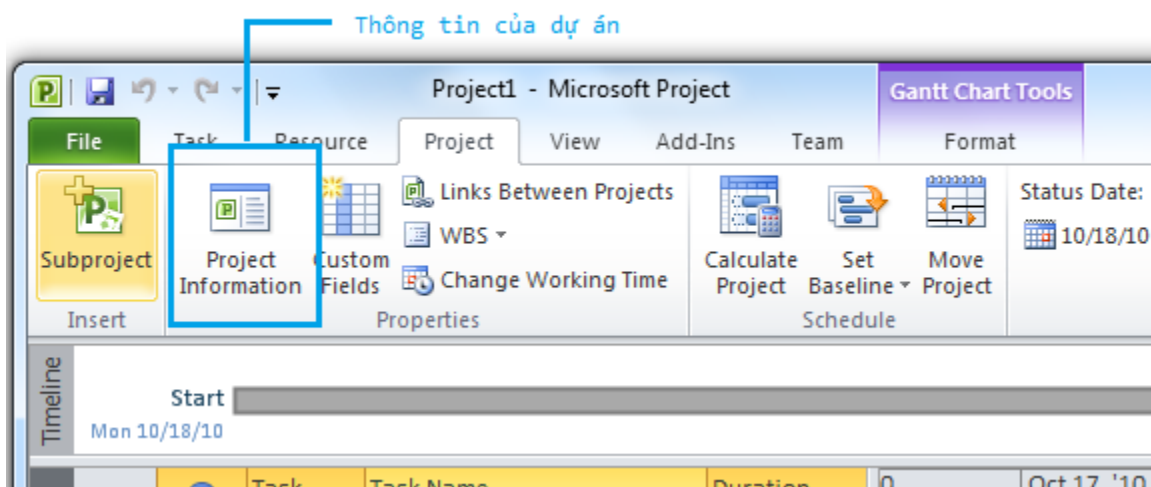 Thông tin của dự án
Project1 - Microsoft Project
Gantt Chart Tools
File Task Resource Project View Add-Ins Team Format
Subproject
Project Information
Custom Fields
Links Between Projects
WBS
Change Working Time
Calculate Project
Set Baseline
Move Project
Status Date:
10/18/10
Insert Properties Schedule
Timeline
Start
Mon 10/18/10
Task Task Name Duration 0 Oct 17, '10